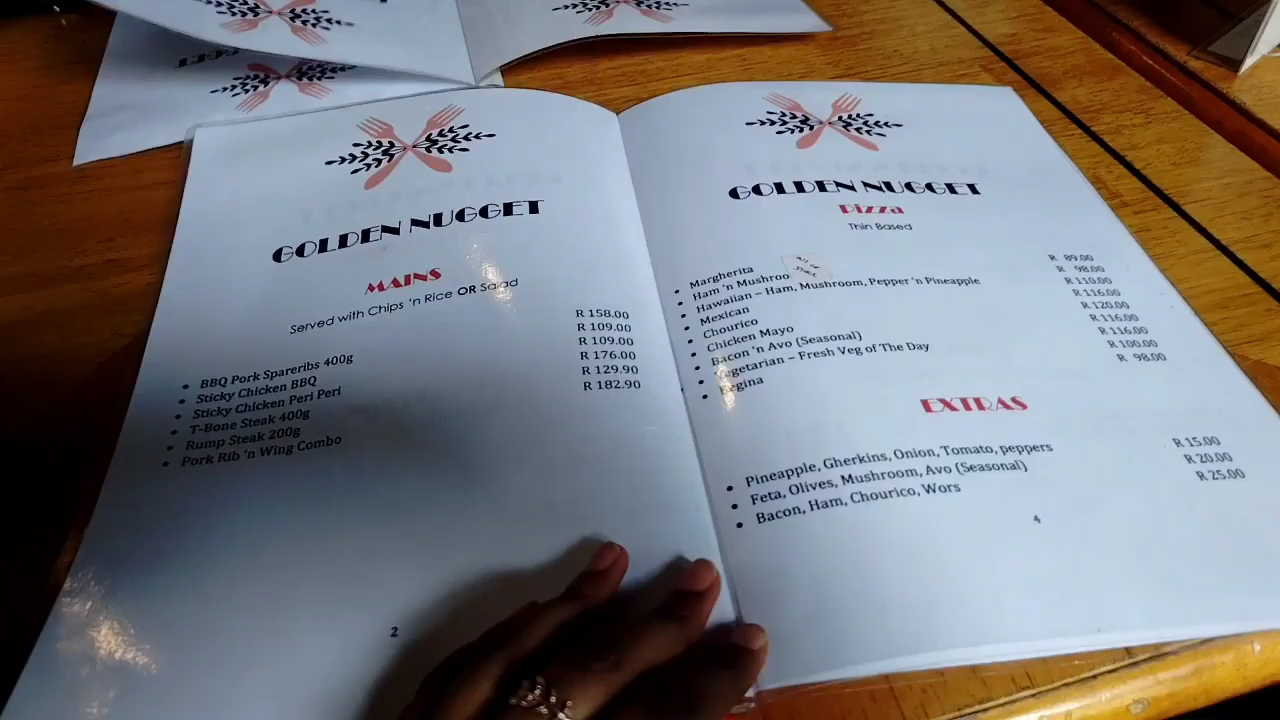 GOLDEN NUGGET
MAINS
Served with Chips 'n Rice OR Salad
BBQ Pork Spareribs 400g R 158.00
Sticky Chicken BBQ R 109.00
Sticky Chicken Peri Peri R 109.00
T-Bone Steak 400g R 176.00
Rump Steak 200g R 129.90
Pork Rib 'n Wing Combo R 182.90
2
GOLDEN NUGGET
Pizza
Thin Based
Margherita R 89.00
Ham 'n Mushroo R 98.00
Hawaiian – Ham, Mushroom, Pepper 'n Pineapple R 110.00
Mexican R 116.00
Chourico R 120.00
Chicken Mayo R 116.00
Bacon 'n Avo (Seasonal) R 116.00
Vegetarian – Fresh Veg of The Day R 100.00
Regina R 98.00
EXTRAS
Pineapple, Gherkins, Onion, Tomato, peppers R 15.00
Feta, Olives, Mushroom, Avo (Seasonal) R 20.00
Bacon, Ham, Chourico, Wors R 25.00
4